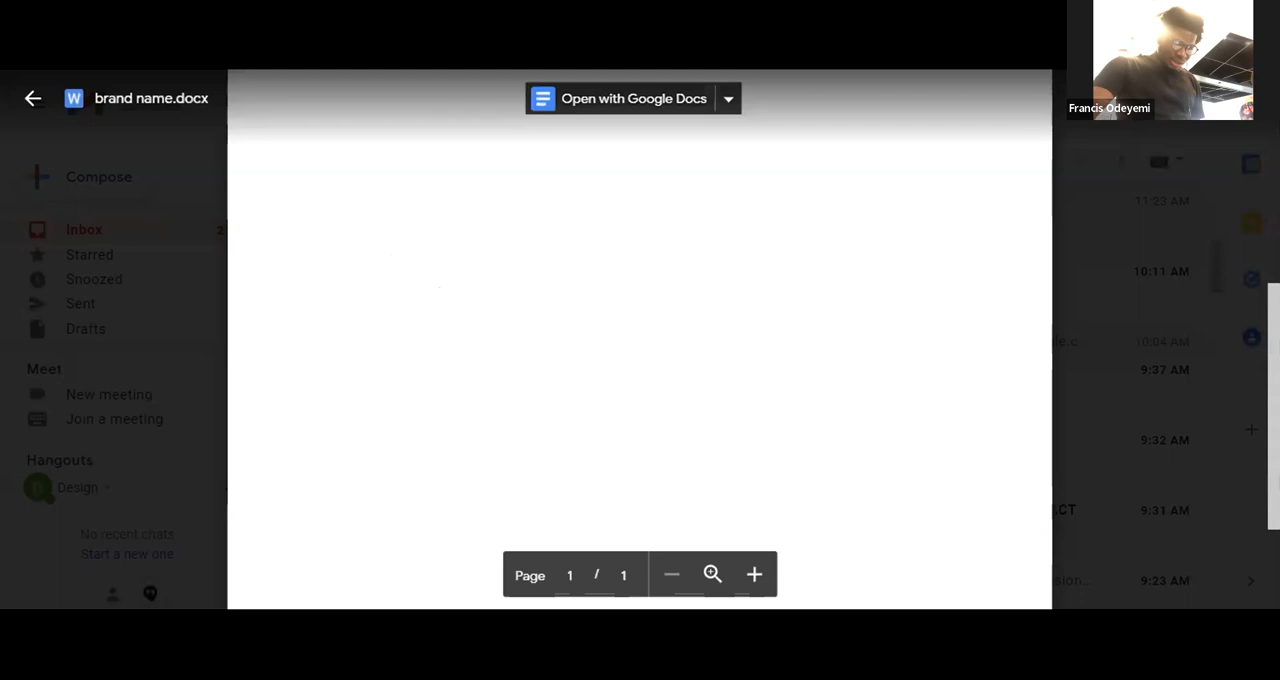 brand name.docx
Open with Google Docs
Francis Odeyemi
Compose
Inbox 2
Starred
Snoozed
Sent
Drafts
Meet
New meeting
Join a meeting
Hangouts
Design
No recent chats
Start a new one
11:23 AM
10:11 AM
10:04 AM
9:37 AM
9:32 AM
9:31 AM
9:23 AM
Page 1 / 1